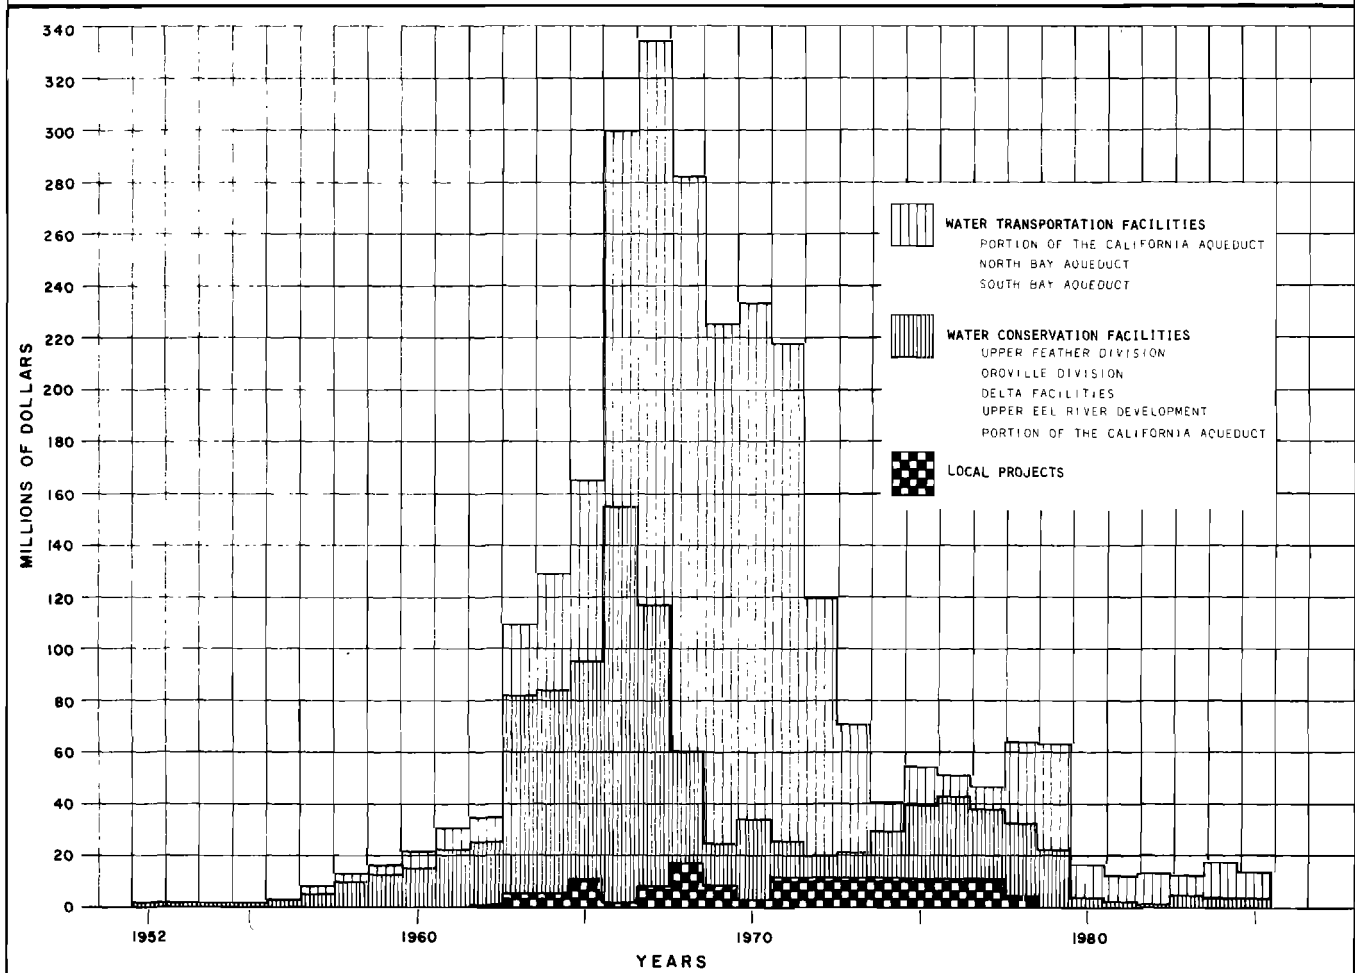 340
320
300
280
260
240
220
200
180
160
140
120
100
80
60
40
20
0
MILLIONS OF DOLLARS
WATER TRANSPORTATION FACILITIES
PORTION OF THE CALIFORNIA AQUEDUCT
NORTH BAY AQUEDUCT
SOUTH BAY AQUEDUCT
WATER CONSERVATION FACILITIES
UPPER FEATHER DIVISION
OROVILLE DIVISION
DELTA FACILITIES
UPPER EEL RIVER DEVELOPMENT
PORTION OF THE CALIFORNIA AQUEDUCT
LOCAL PROJECTS
1952
1960
1970
1980
YEARS